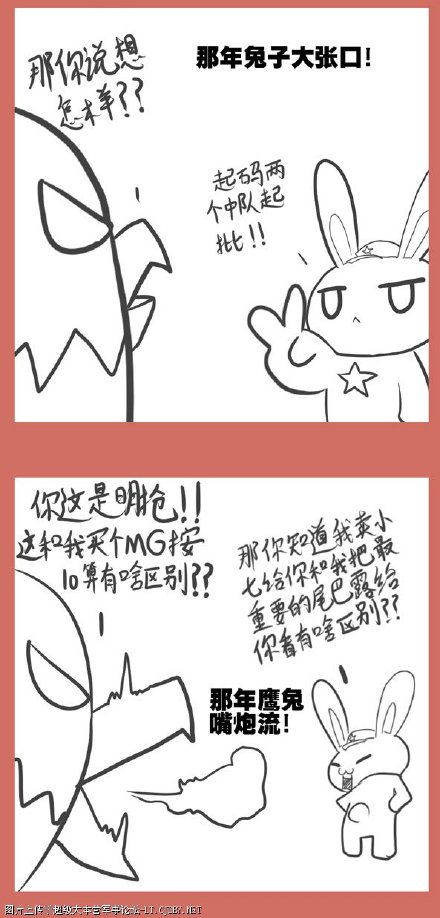 那年兔子大张口!
那你说想
怎样??
起码两
个中队起
批!!
你这是明抢!!
这和我买个MG按
10算有啥区别??
那你知道我卖小
七给你和我把最
重要的尾巴露给
你看有啥区别??
那年鹰兔
嘴炮流!